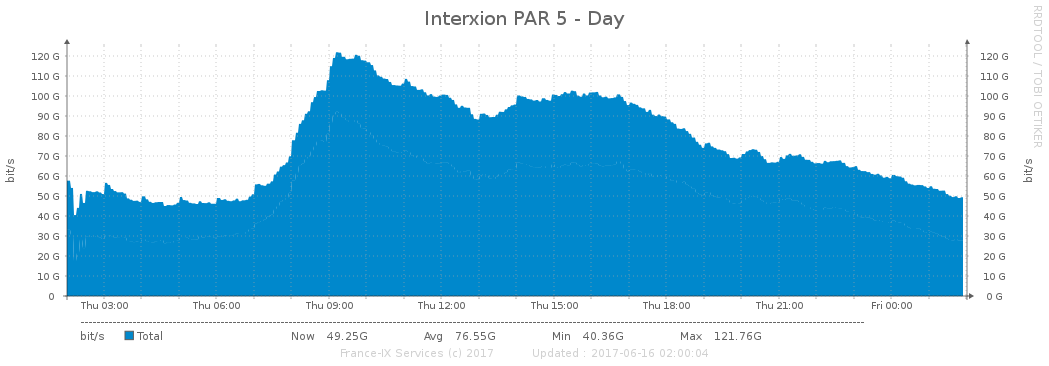 Interxion PAR 5 - Day
RRDTOOL / TOBI OETIKER
bit/s
120 G
110 G
100 G
90 G
80 G
70 G
60 G
50 G
40 G
30 G
20 G
10 G
0
120 G
110 G
100 G
90 G
80 G
70 G
60 G
50 G
40 G
30 G
20 G
10 G
0 G
bit/s
Thu 03:00 Thu 06:00 Thu 09:00 Thu 12:00 Thu 15:00 Thu 18:00 Thu 21:00 Fri 00:00
bit/s Total Now 49.25G Avg 76.55G Min 40.36G Max 121.76G
France-IX Services (c) 2017 Updated : 2017-06-16 02:00:04